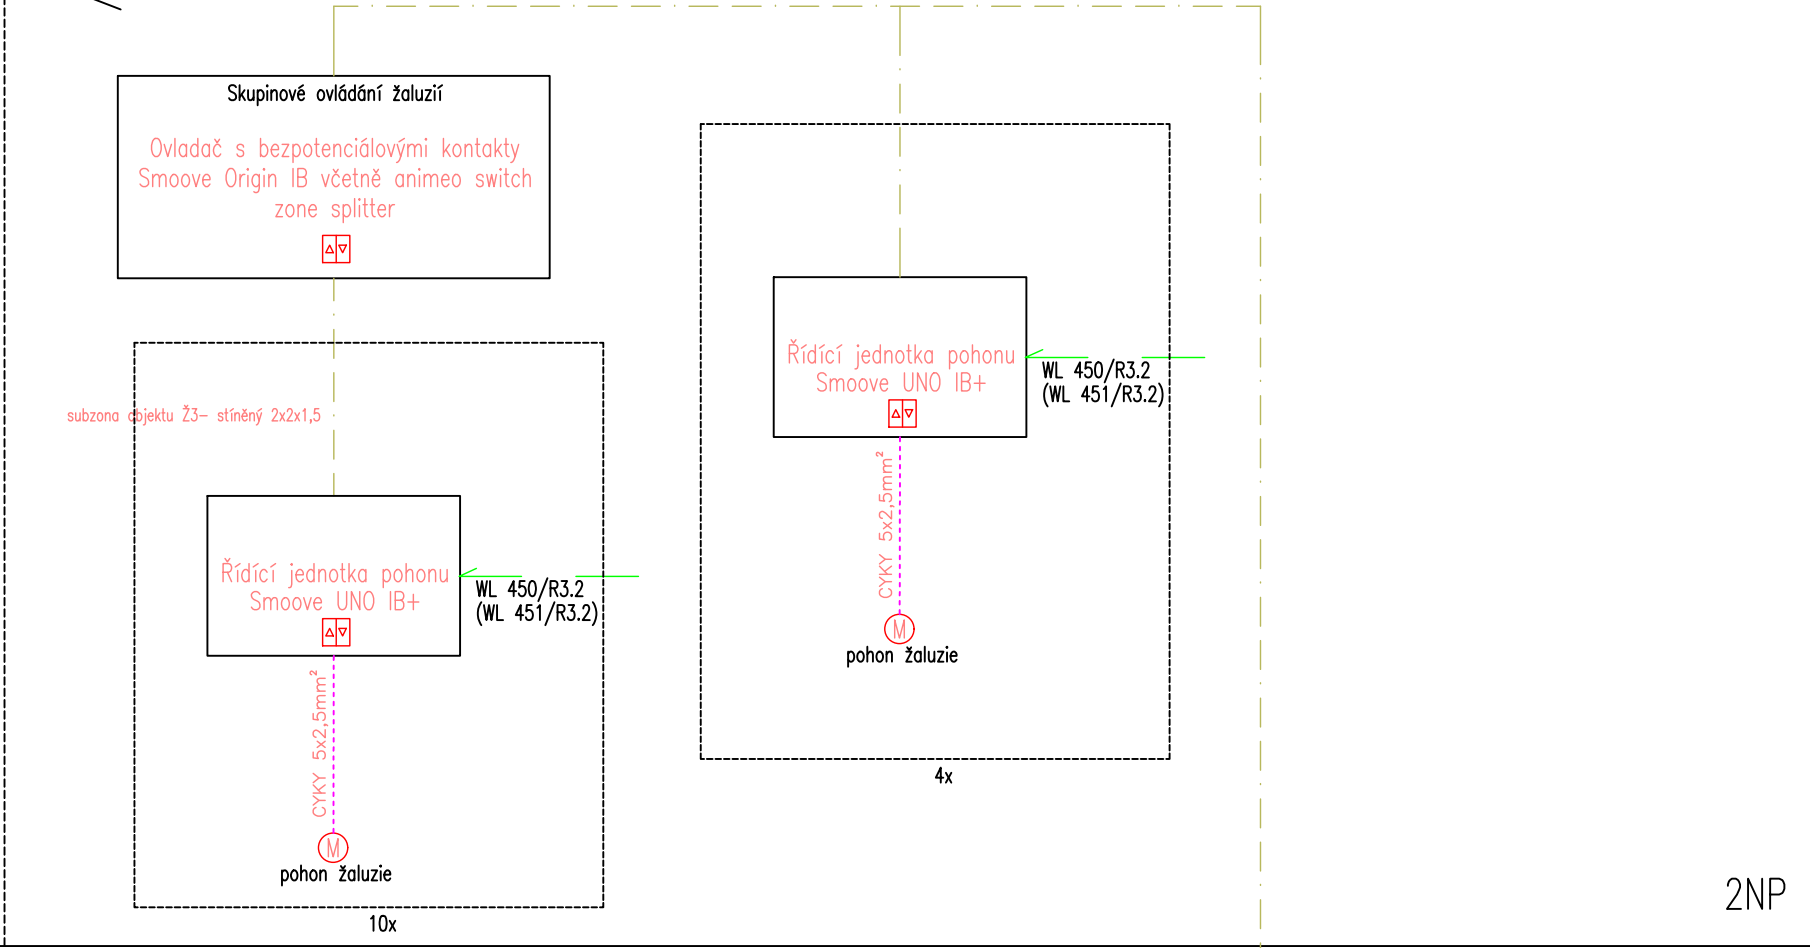 Skupinové ovládání žaluzií
Ovladač s bezpotenciálovými kontakty
Smoove Origin IB včetně animeo switch
zone splitter
subzona objektu Ž3- stíněný 2x2x1,5
Řídící jednotka pohonu
Smoove UNO IB+
WL 450/R3.2
(WL 451/R3.2)
CYKY 5x2,5mm²
M
pohon žaluzie
10x
Řídící jednotka pohonu
Smoove UNO IB+
WL 450/R3.2
(WL 451/R3.2)
CYKY 5x2,5mm²
M
pohon žaluzie
4x
2NP